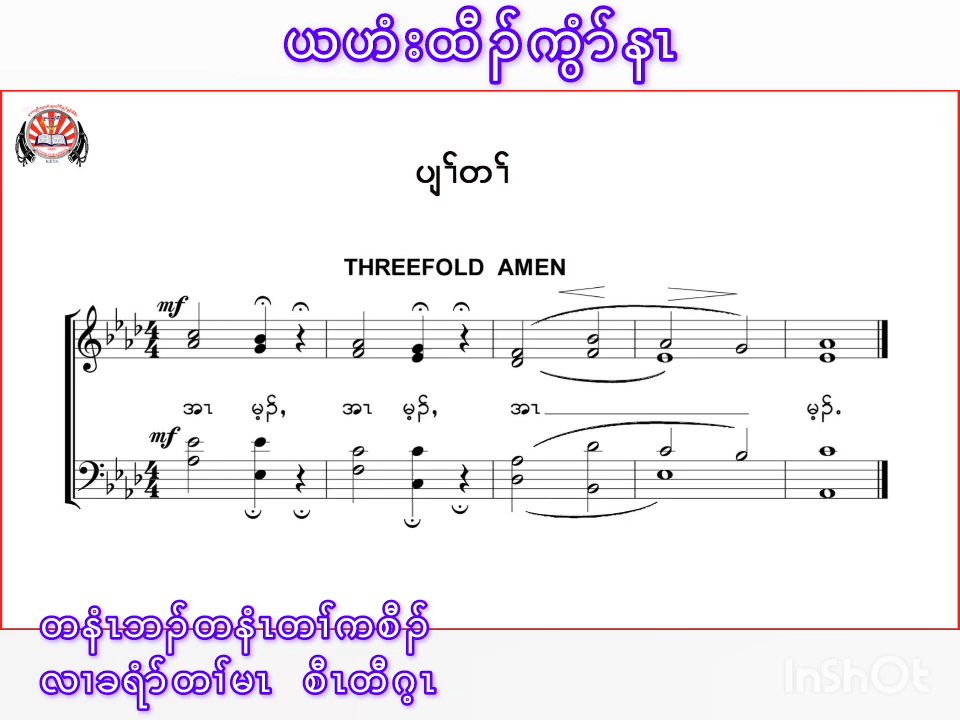 ယဟံးထီၣ်ကွံာ်နၤ
ပျၢ်တၢ်
THREEFOLD AMEN
mf
အၤ မ့ၣ်, အၤ မ့ၣ်, အၤ မ့ၣ်.
mf
တနံၤဘၣ်တနံၤတၢ်ကစီၣ်
လၢခရံာ်တၢ်မၤ စီၤတီဂ့ၤ
InShOt